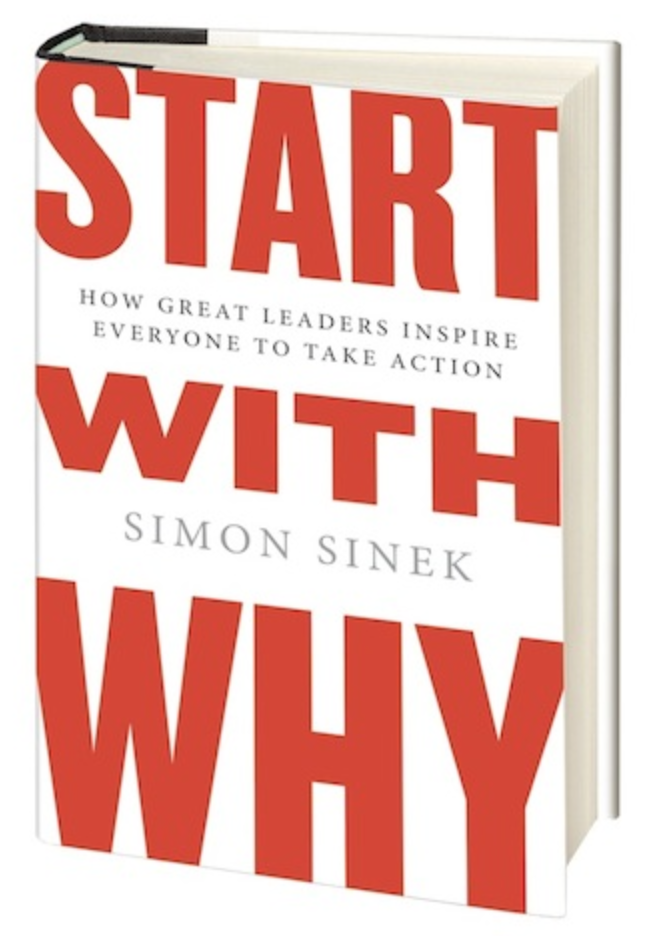 START
HOW GREAT LEADERS INSPIRE
EVERYONE TO TAKE ACTION
WITH
SIMON SINEK
WHY